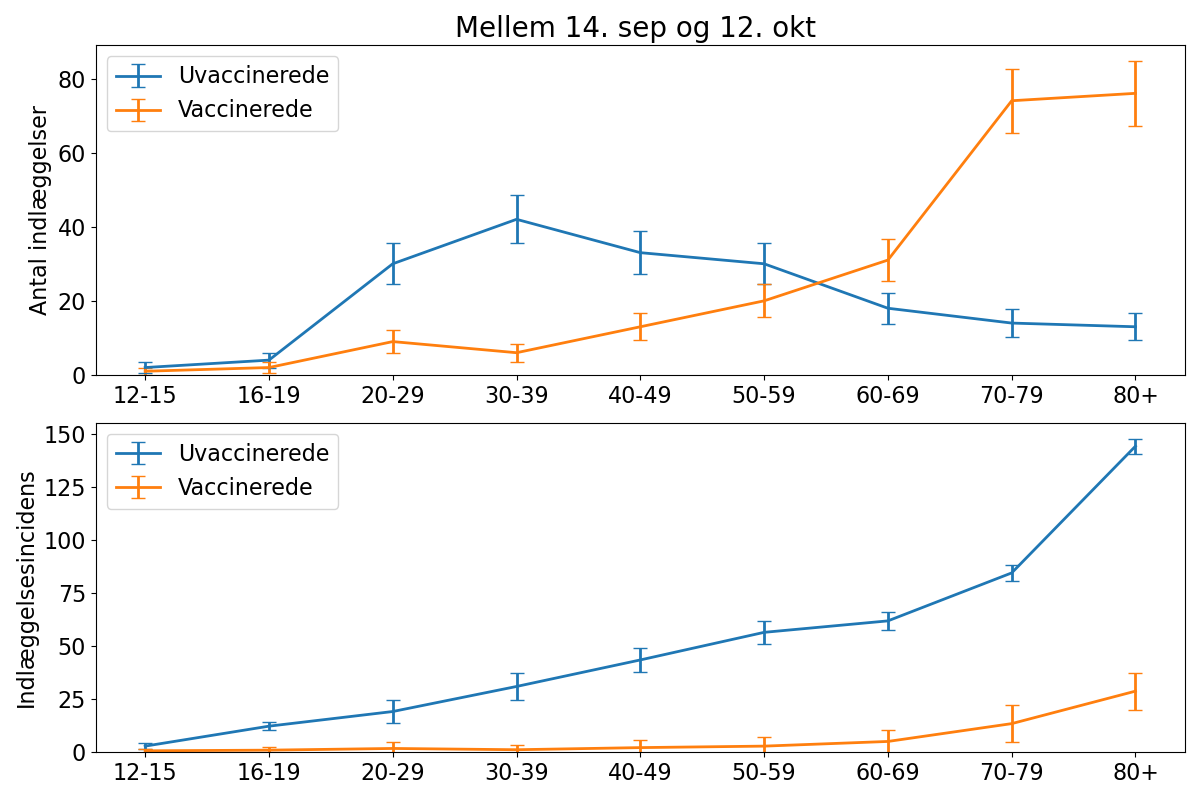 Mellem 14. sep og 12. okt
Antal indlæggelser
80
60
40
20
0
Uvaccinerede
Vaccinerede
12-15 16-19 20-29 30-39 40-49 50-59 60-69 70-79 80+
Indlæggelsesincidens
150
125
100
75
50
25
0
Uvaccinerede
Vaccinerede
12-15 16-19 20-29 30-39 40-49 50-59 60-69 70-79 80+